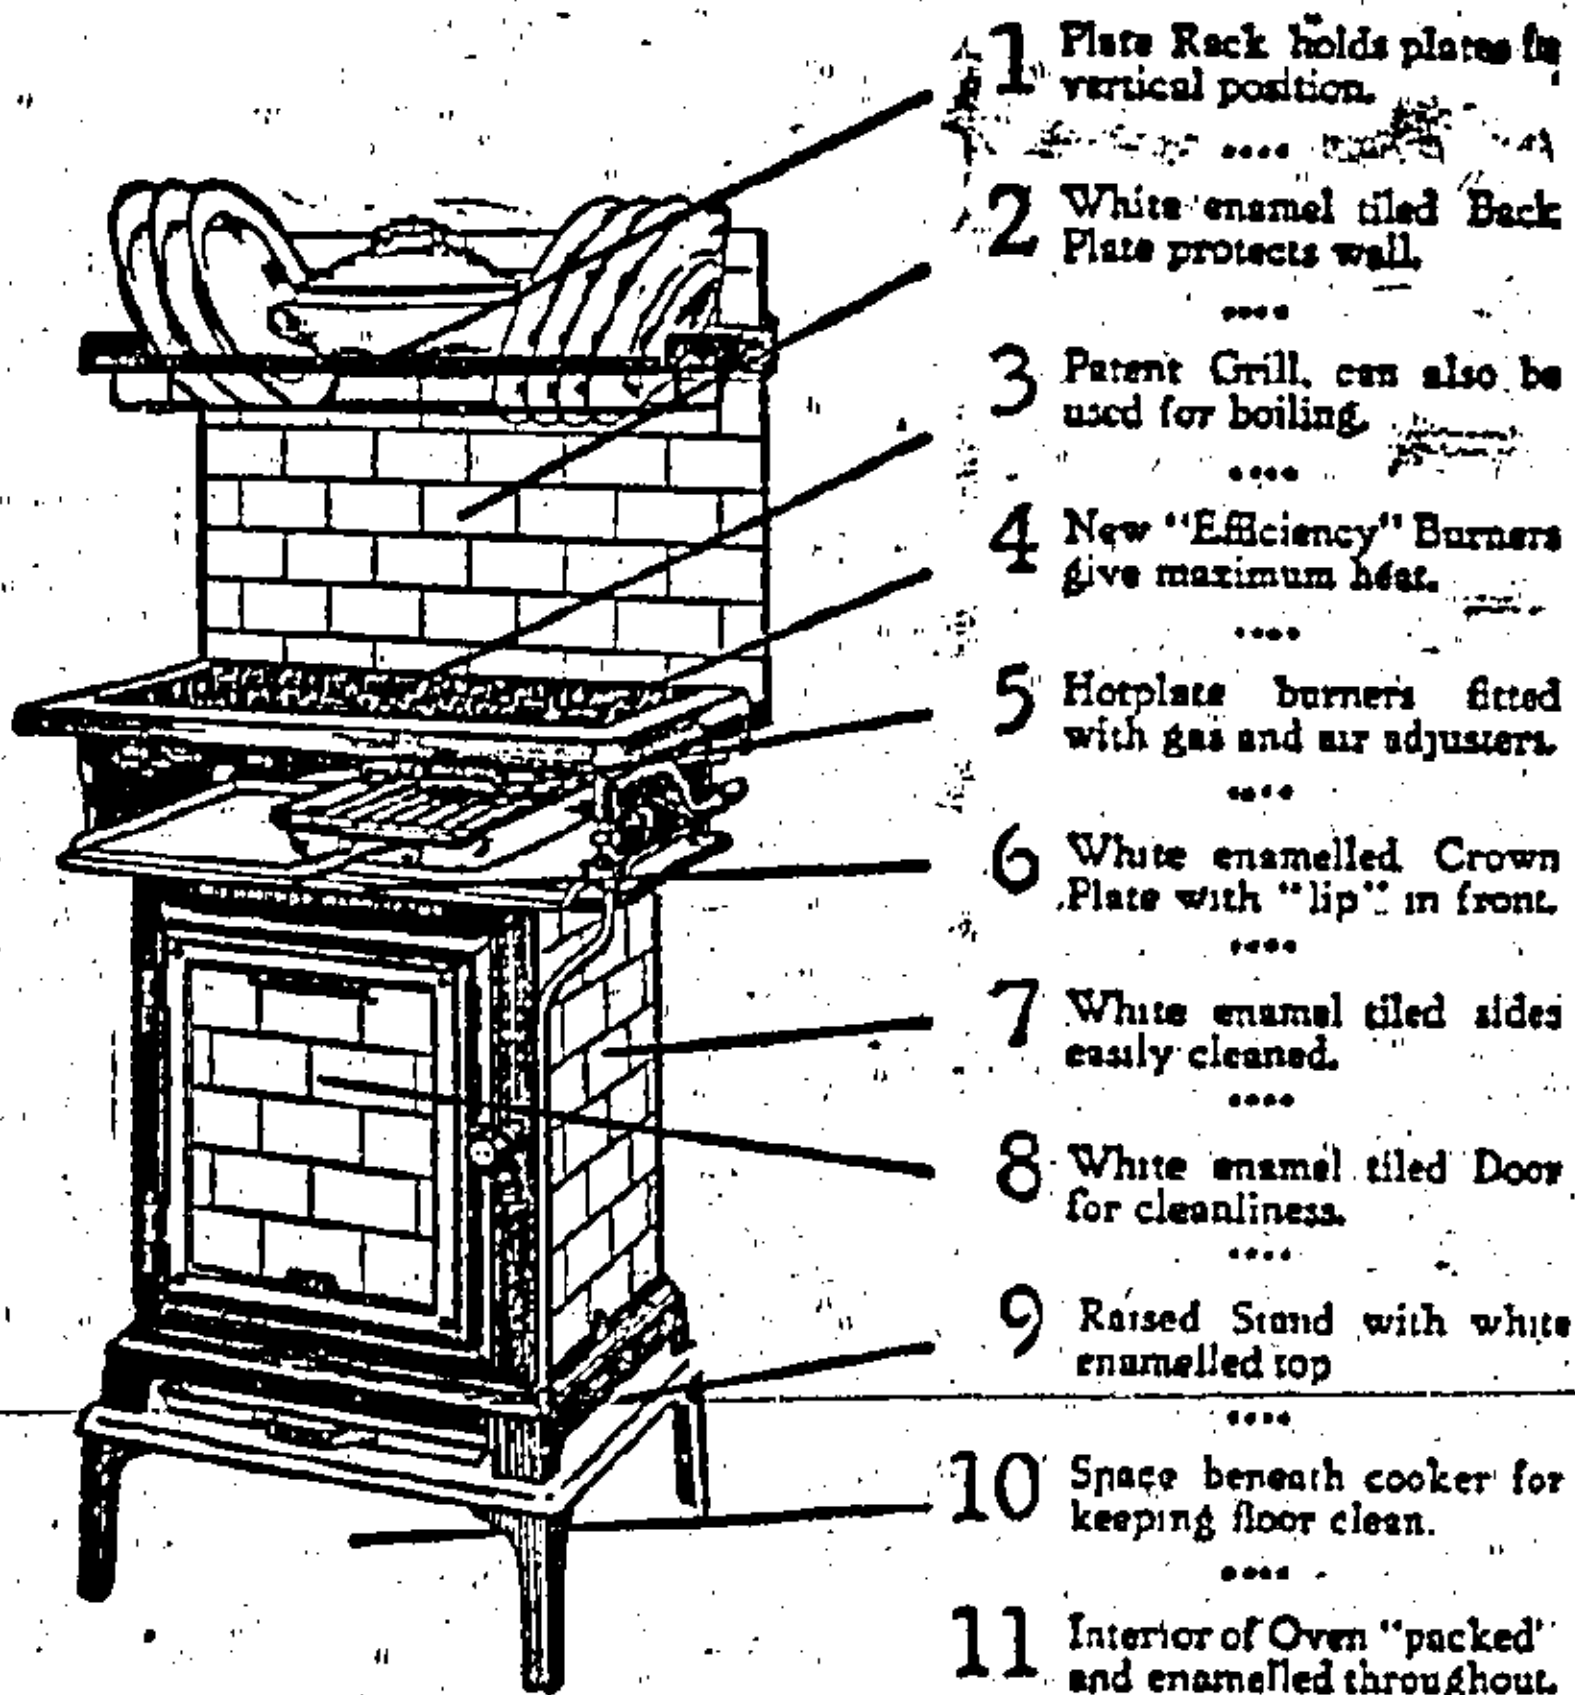 1 Plate Rack holds plates in
vertical position.
2 White enamel tiled Back
Plate protects wall.
3 Patent Grill, can also be
used for boiling.
4 New "Efficiency" Burners
give maximum heat.
5 Hotplate burners fitted
with gas and air adjusters.
6 White enamelled Crown
Plate with "lip" in front.
7 White enamel tiled sides
easily cleaned.
8 White enamel tiled Door
for cleanliness.
9 Raised Stand with white
enamelled top
10 Space beneath cooker for
keeping floor clean.
11 Interior of Oven "packed"
and enamelled throughout.